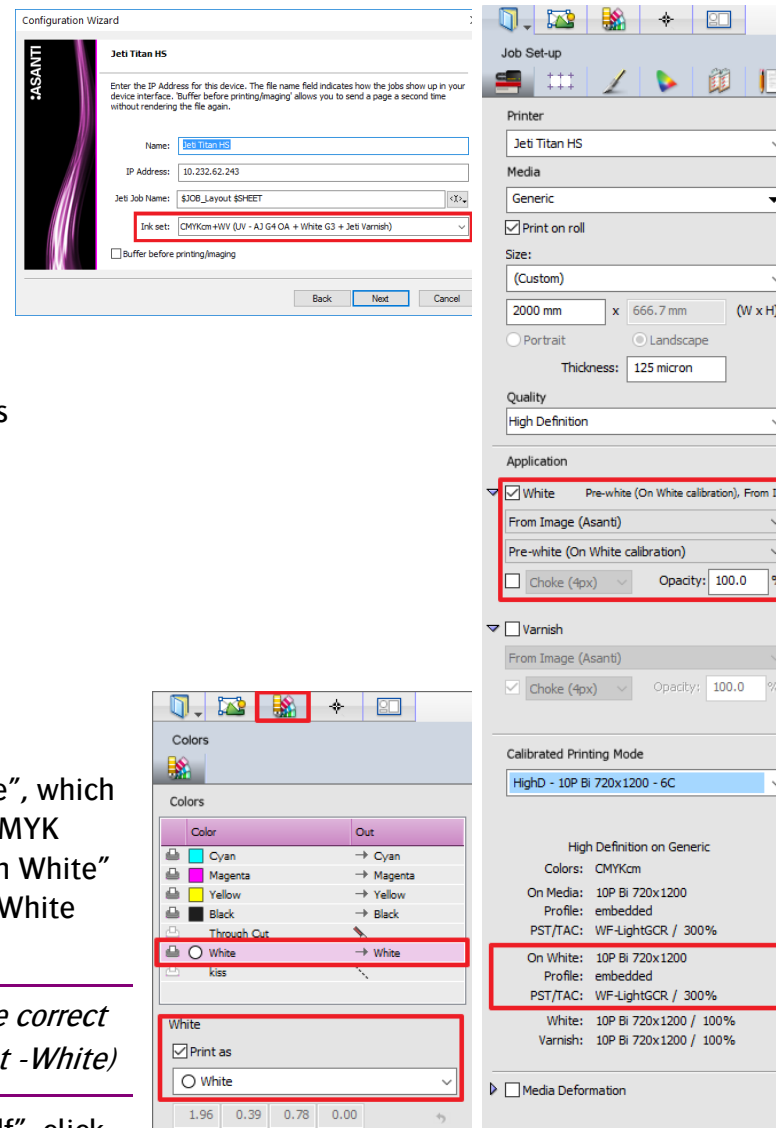 Configuration Wizard
:ASANTI
Jeti Titan HS
Enter the IP Address for this device. The file name field indicates how the jobs show up in your
device interface. 'Buffer before printing/imaging' allows you to send a page a second time
without rendering the file again.
Name: Jeti Titan HS
IP Address: 10.232.62.243
Jeti Job Name: $JOB_Layout $SHEET
Ink set: CMYKcm+WV (UV - AJ G4 OA + White G3 + Jeti Varnish)
Buffer before printing/imaging
Back Next Cancel
s
e", which
MYK
n White"
White
e correct
t -White)
lf", click
Colors
Colors
Color Out
Cyan → Cyan
Magenta → Magenta
Yellow → Yellow
Black → Black
Through Cut
White → White
kiss
White
Print as
White
1.96 0.39 0.78 0.00
Job Set-up
Printer
Jeti Titan HS
Media
Generic
Print on roll
Size:
(Custom)
2000 mm x 666.7 mm (W x H)
Portrait Landscape
Thickness: 125 micron
Quality
High Definition
Application
White Pre-white (On White calibration), From I
From Image (Asanti)
Pre-white (On White calibration)
Choke (4px) Opacity: 100.0 %
Varnish
From Image (Asanti)
Choke (4px) Opacity: 100.0 %
Calibrated Printing Mode
HighD - 10P Bi 720x1200 - 6C
High Definition on Generic
Colors: CMYKcm
On Media: 10P Bi 720x1200
Profile: embedded
PST/TAC: WF-LightGCR / 300%
On White: 10P Bi 720x1200
Profile: embedded
PST/TAC: WF-LightGCR / 300%
White: 10P Bi 720x1200 / 100%
Varnish: 10P Bi 720x1200 / 100%
Media Deformation